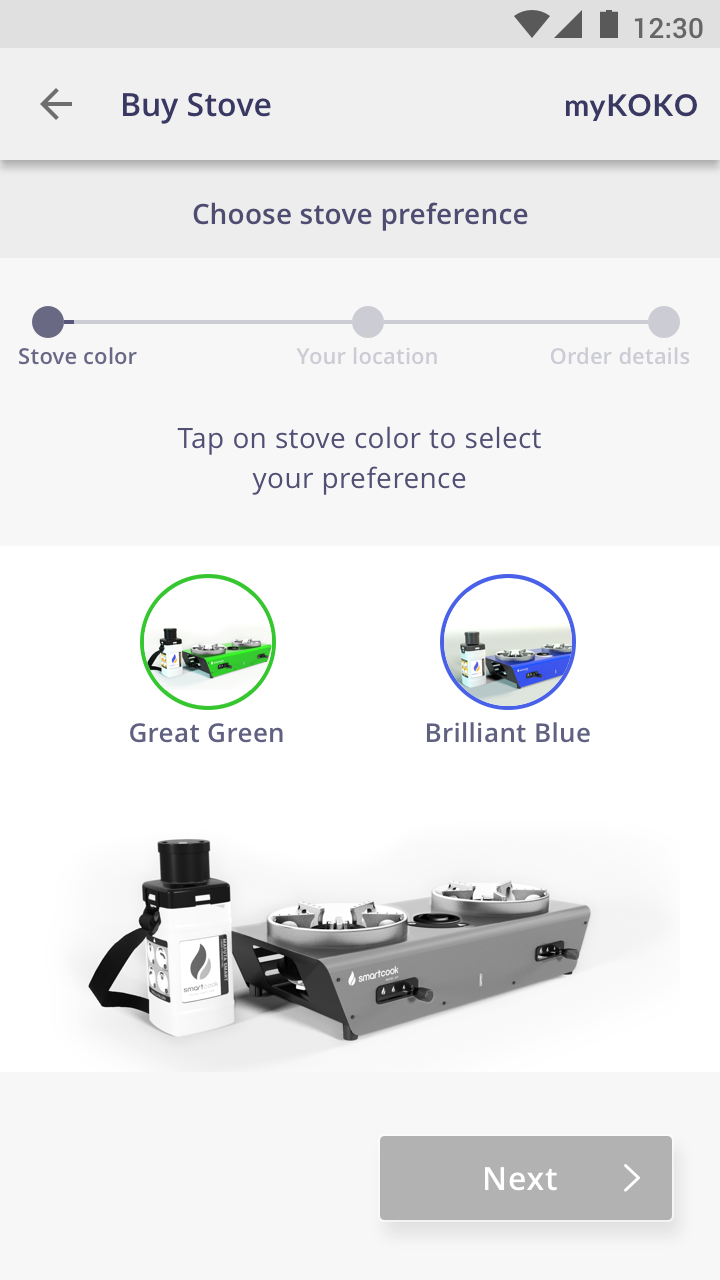 12:30
Buy Stove
myKOKO
Choose stove preference
Stove color
Your location
Order details
Tap on stove color to select
your preference
Great Green
Brilliant Blue
smartcook
smartcook
Next